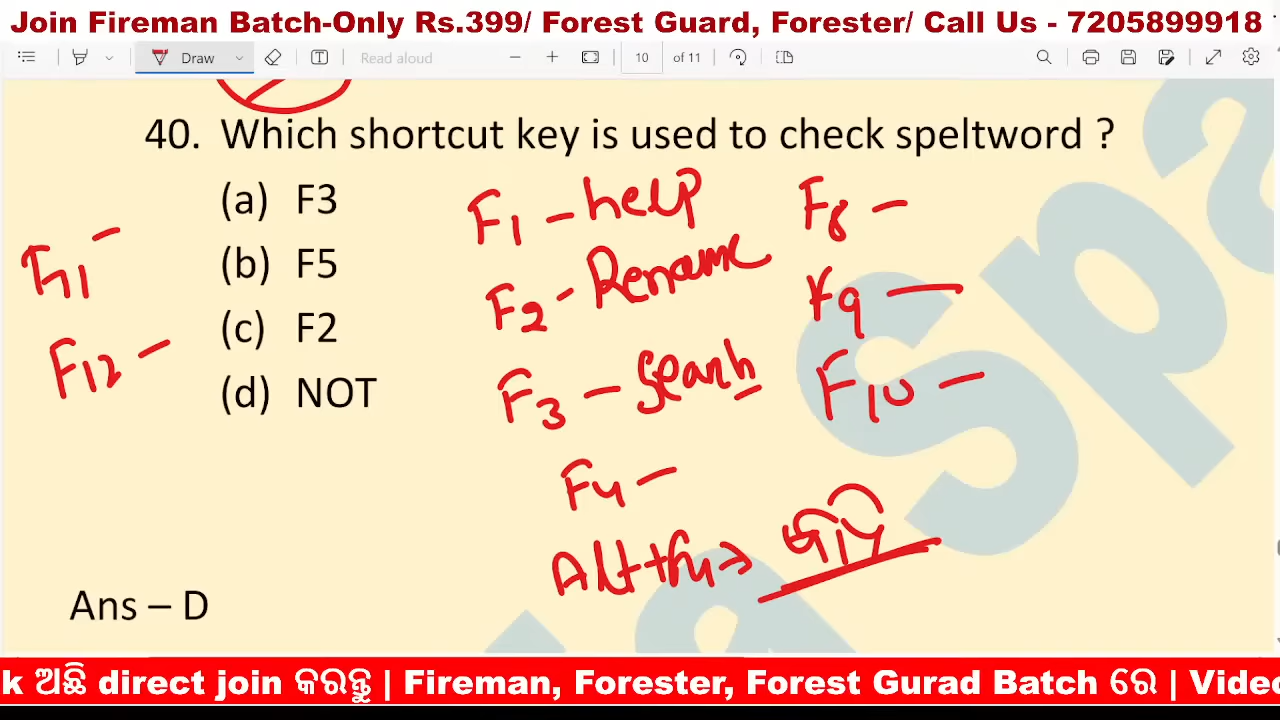 Join Fireman Batch-Only Rs.399/ Forest Guard, Forester/ Call Us - 7205899918
Draw
Read aloud
10 of 11
40. Which shortcut key is used to check speltword ?
(a) F3
(b) F5
(c) F2
(d) NOT
F1 – help
F2 – Rename
F3 – Search
F4 –
Alt+F4 →
F8 –
F9 –
F10 –
F11 –
F12 –
Ans – D
k ଅଛି direct join କରନ୍ତୁ | Fireman, Forester, Forest Gurad Batch ରେ | Video